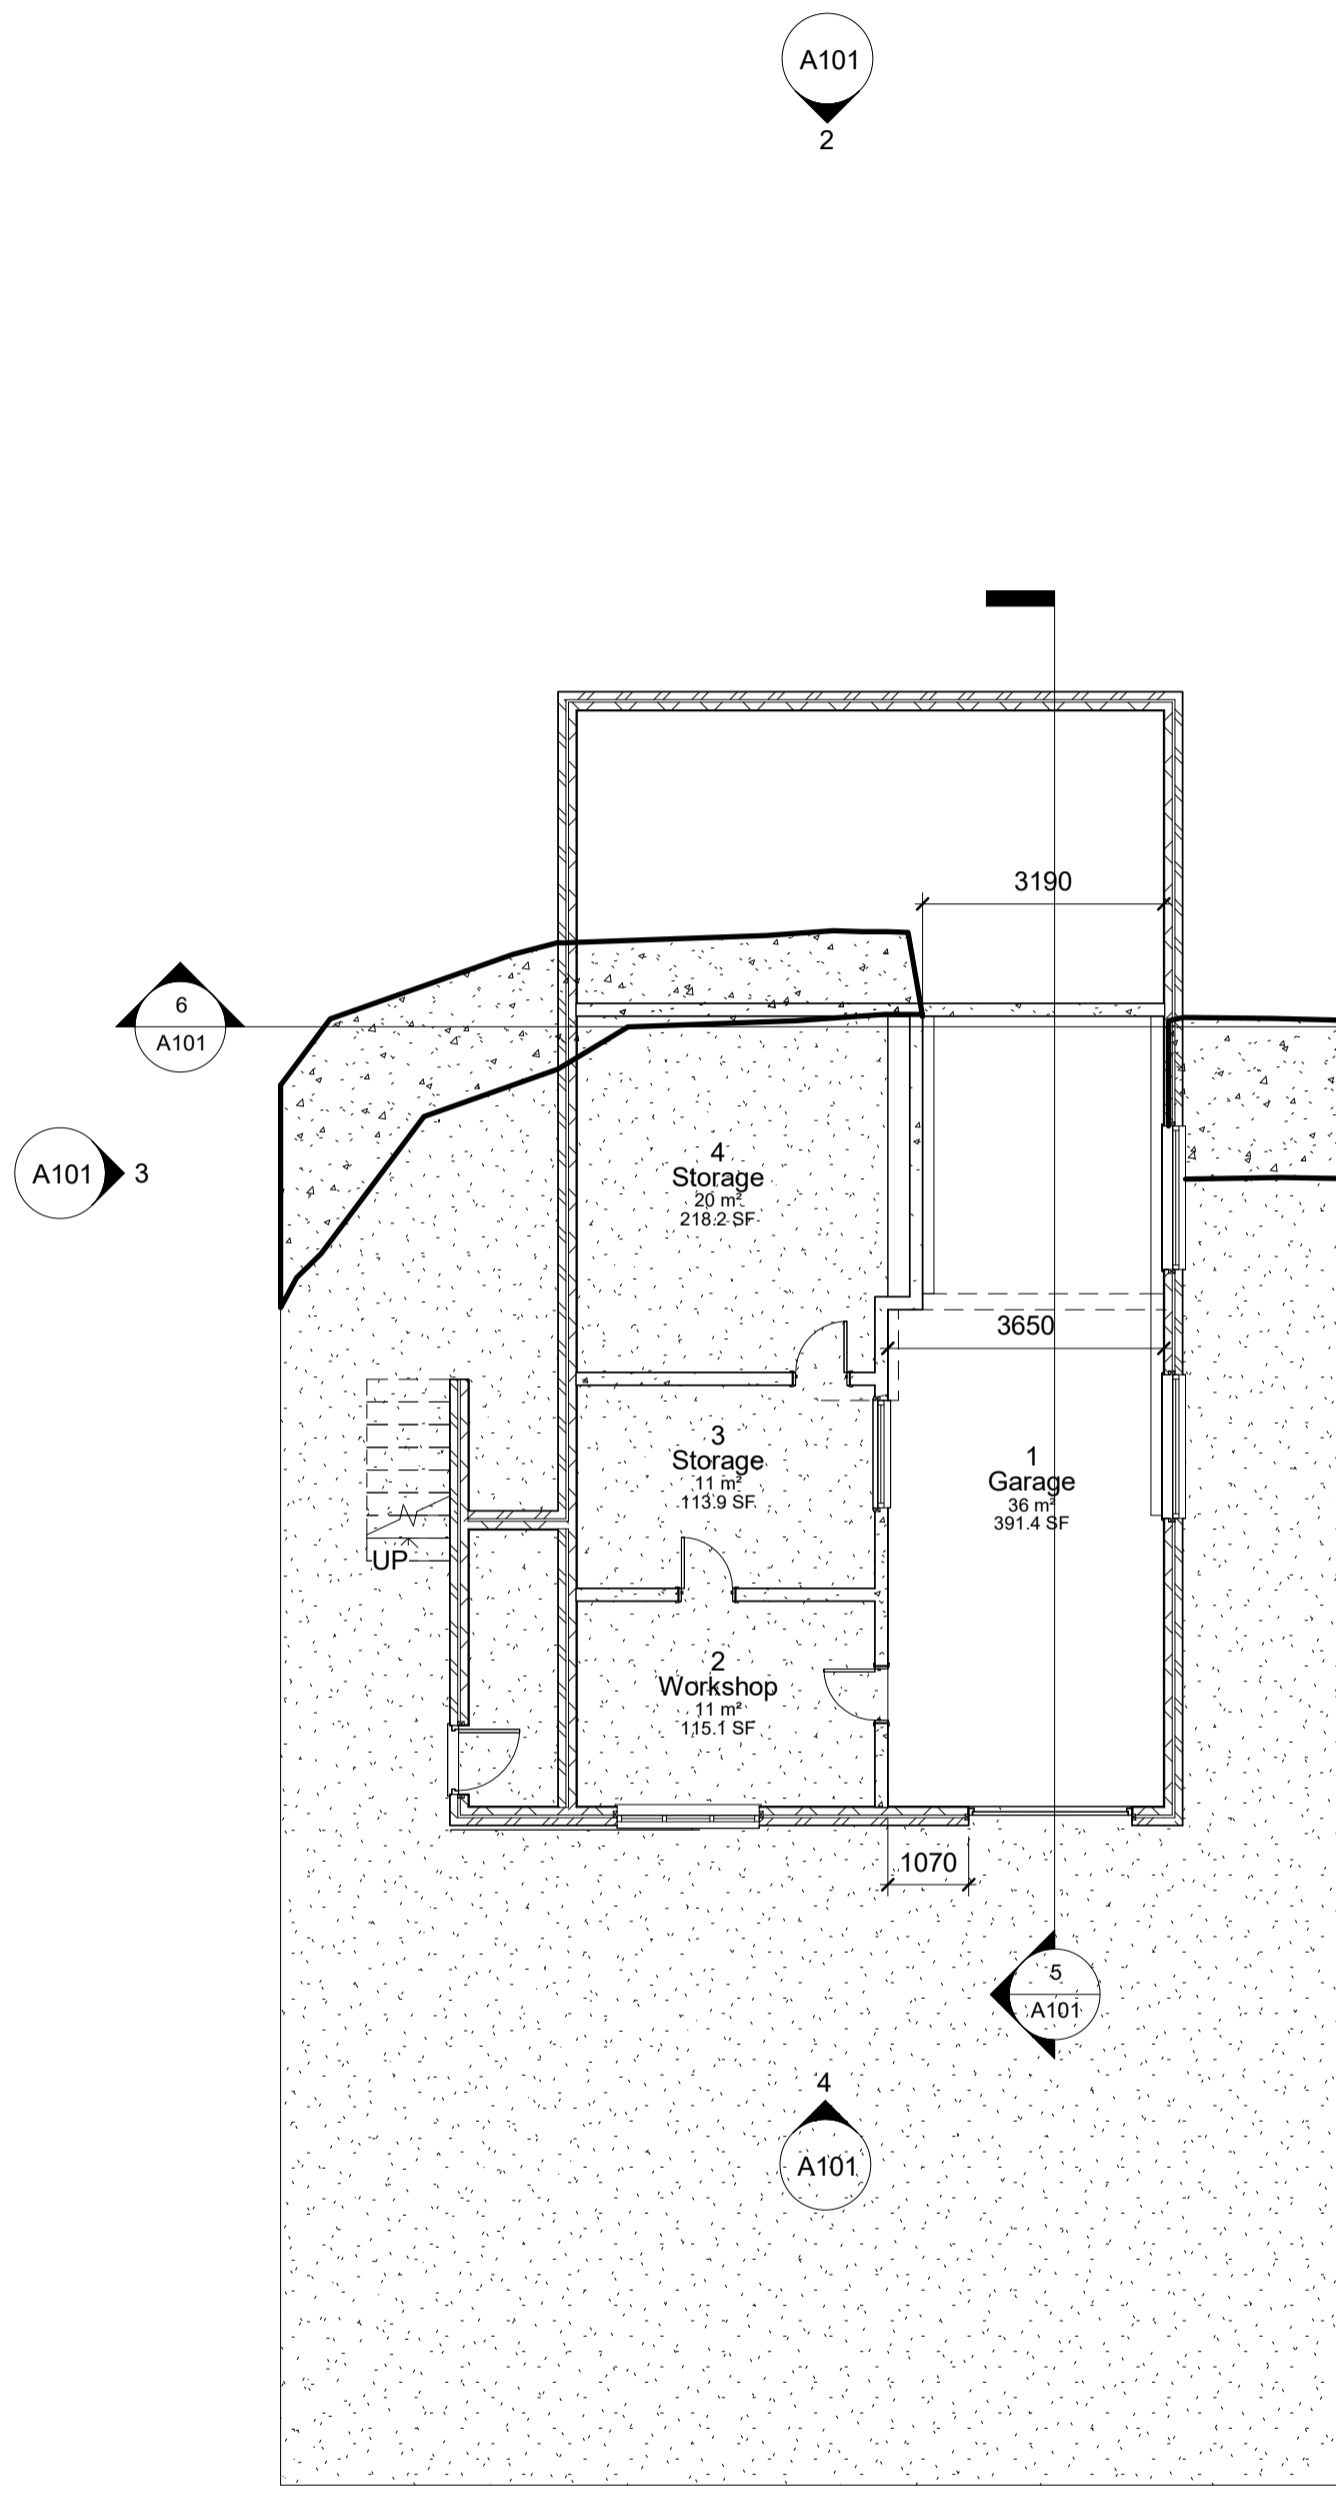 A101
2
3190
6
A101
A101
3
4
Storage
20 m²
218.2 SF
3650
3
Storage
11 m²
113.9 SF
1
Garage
36 m²
391.4 SF
UP
2
Workshop
11 m²
115.1 SF
1070
5
A101
4
A101